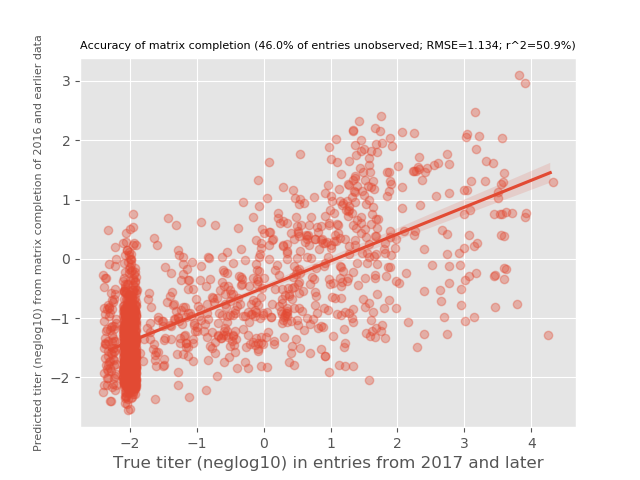 Accuracy of matrix completion (46.0% of entries unobserved; RMSE=1.134; r^2=50.9%)
Predicted titer (neglog10) from matrix completion of 2016 and earlier data
3
2
1
0
−1
−2
−2 −1 0 1 2 3 4
True titer (neglog10) in entries from 2017 and later